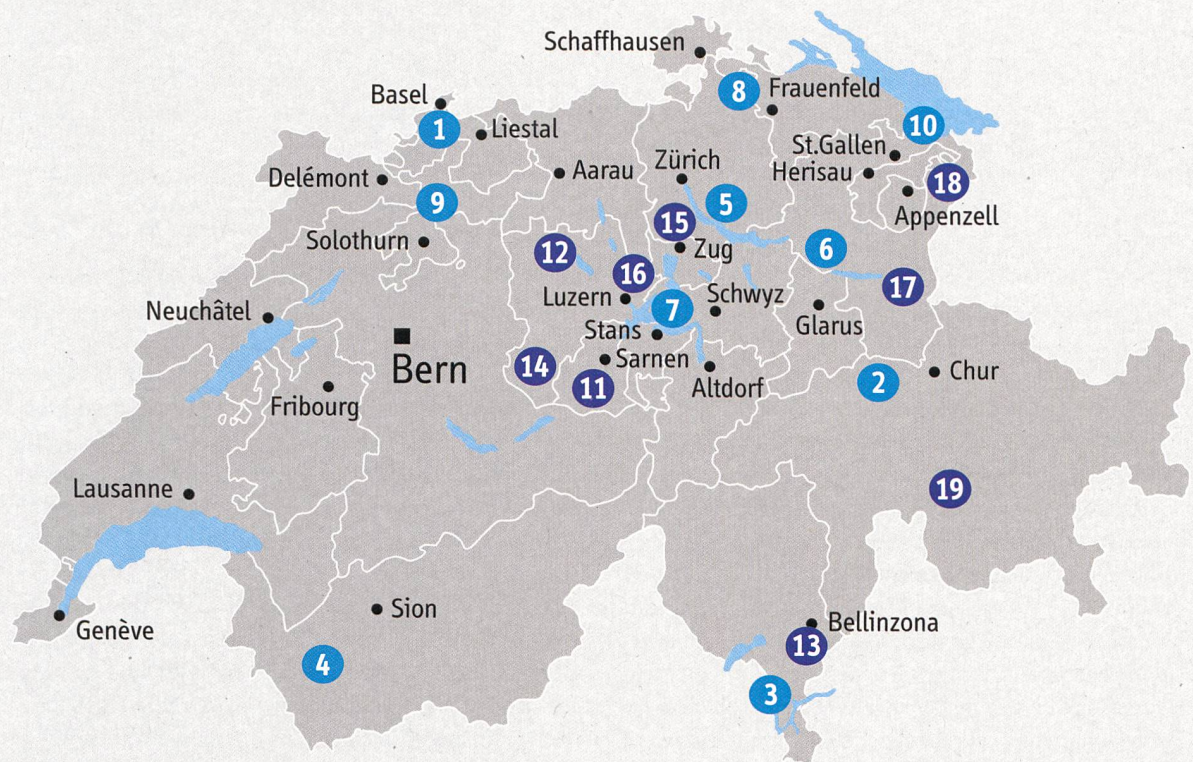 Schaffhausen
8
Frauenfeld
Basel
1
Liestal
10
St.Gallen
Herisau
18
Appenzell
Delémont
Aarau
Zürich
9
5
Solothurn
15
Zug
12
6
16
17
Luzern
7
Schwyz
Neuchâtel
Glarus
Stans
Bern
14
Sarnen
11
Altdorf
2
Chur
Fribourg
Lausanne
19
Genève
Sion
Bellinzona
13
4
3